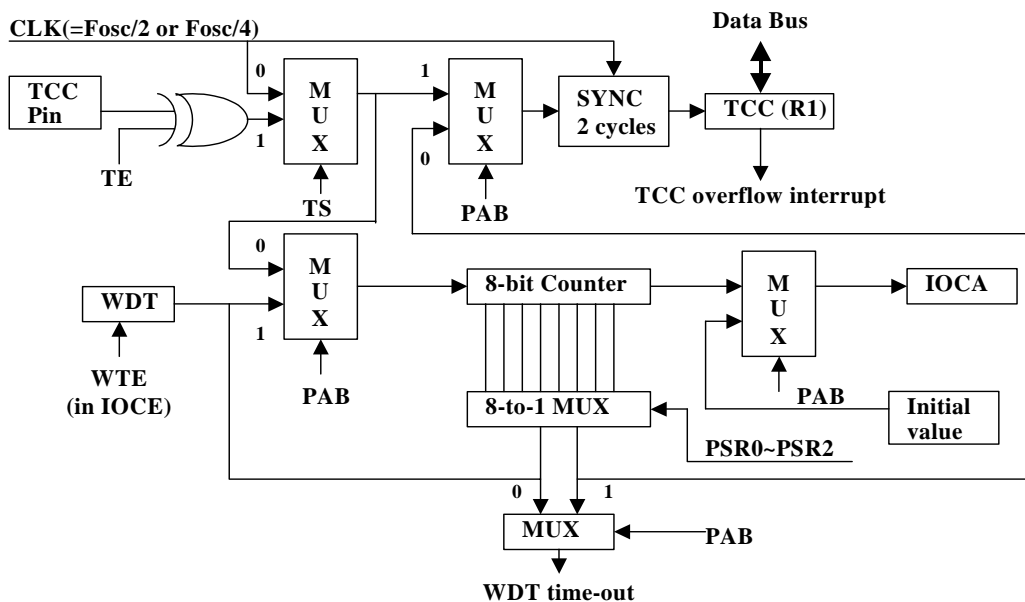 CLK(=Fosc/2 or Fosc/4)
Data Bus
TCC
Pin
0
1
M
U
X
1
0
M
U
X
SYNC
2 cycles
TCC (R1)
TE
TS
PAB
TCC overflow interrupt
0
1
M
U
X
WDT
8-bit Counter
M
U
X
IOCA
WTE
(in IOCE)
PAB
8-to-1 MUX
PAB
Initial
value
PSR0~PSR2
0
1
MUX
PAB
WDT time-out